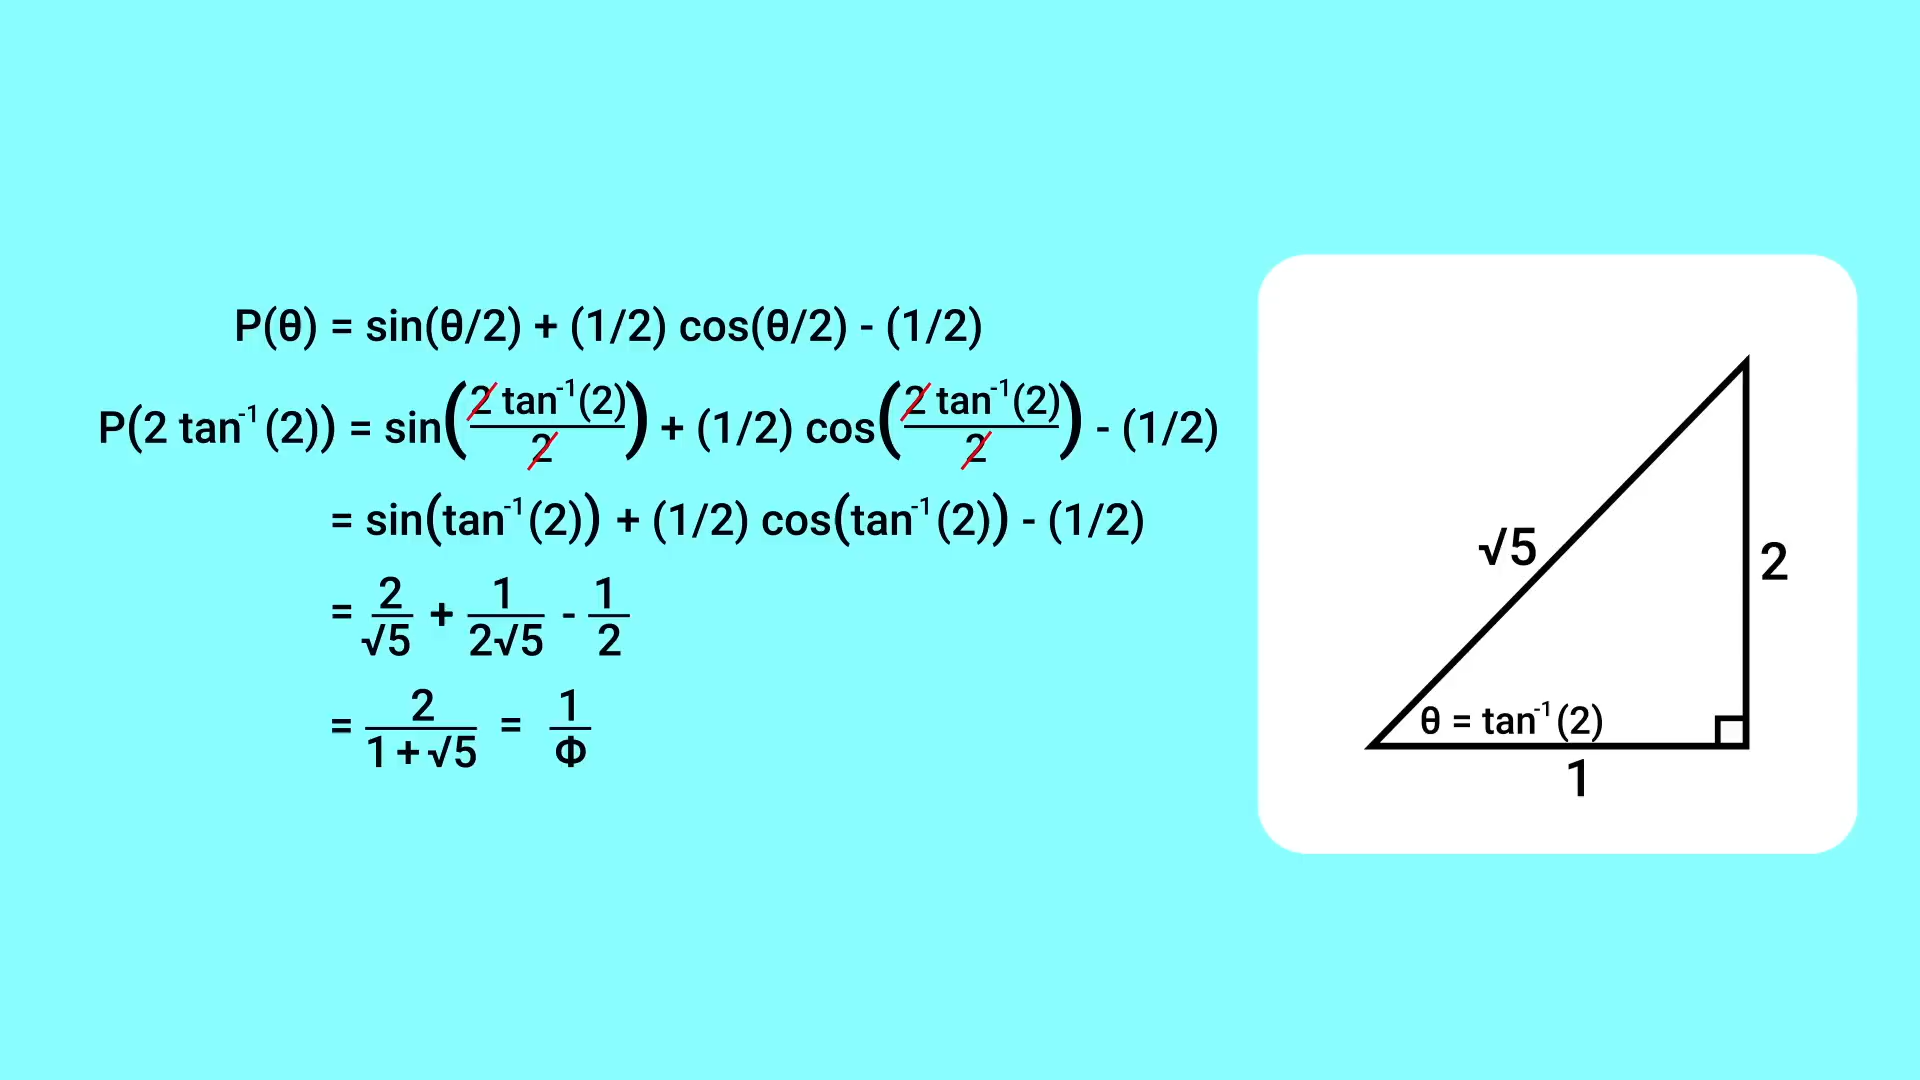 P(θ) = sin(θ/2) + (1/2) cos(θ/2) - (1/2)
P(2 tan⁻¹(2)) = sin(2 tan⁻¹(2)/2) + (1/2) cos(2 tan⁻¹(2)/2) - (1/2)
= sin(tan⁻¹(2)) + (1/2) cos(tan⁻¹(2)) - (1/2)
= 2/√5 + 1/2√5 - 1/2
= 2/1 + √5 = 1/Φ
√5
2
θ = tan⁻¹(2)
1